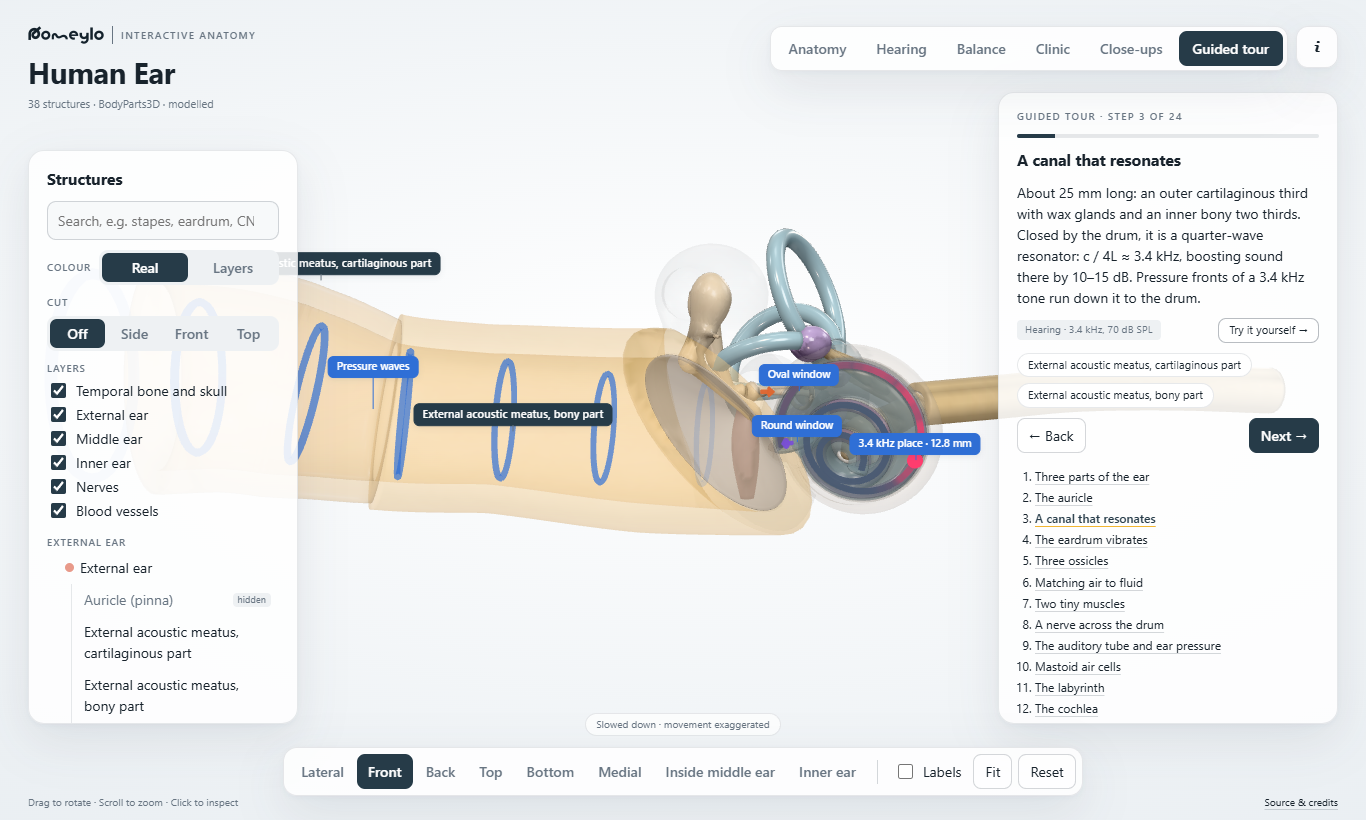 Domeylo
INTERACTIVE ANATOMY
Human Ear
38 structures · BodyParts3D · modelled
Anatomy
Hearing
Balance
Clinic
Close-ups
Guided tour
i
Structures
Search, e.g. stapes, eardrum, CN
COLOUR
Real
Layers
CUT
Off
Side
Front
Top
LAYERS
Temporal bone and skull
External ear
Middle ear
Inner ear
Nerves
Blood vessels
EXTERNAL EAR
External ear
Auricle (pinna)
hidden
External acoustic meatus,
cartilaginous part
External acoustic meatus,
bony part
meatus, cartilaginous part
Pressure waves
External acoustic meatus, bony part
Oval window
Round window
3.4 kHz place · 12.8 mm
GUIDED TOUR · STEP 3 OF 24
A canal that resonates
About 25 mm long: an outer cartilaginous third
with wax glands and an inner bony two thirds.
Closed by the drum, it is a quarter-wave
resonator: c / 4L ≈ 3.4 kHz, boosting sound
there by 10–15 dB. Pressure fronts of a 3.4 kHz
tone run down it to the drum.
Hearing · 3.4 kHz, 70 dB SPL
Try it yourself →
External acoustic meatus, cartilaginous part
External acoustic meatus, bony part
← Back
Next →
1. Three parts of the ear
2. The auricle
3. A canal that resonates
4. The eardrum vibrates
5. Three ossicles
6. Matching air to fluid
7. Two tiny muscles
8. A nerve across the drum
9. The auditory tube and ear pressure
10. Mastoid air cells
11. The labyrinth
12. The cochlea
Slowed down · movement exaggerated
Lateral
Front
Back
Top
Bottom
Medial
Inside middle ear
Inner ear
Labels
Fit
Reset
Drag to rotate · Scroll to zoom · Click to inspect
Source & credits